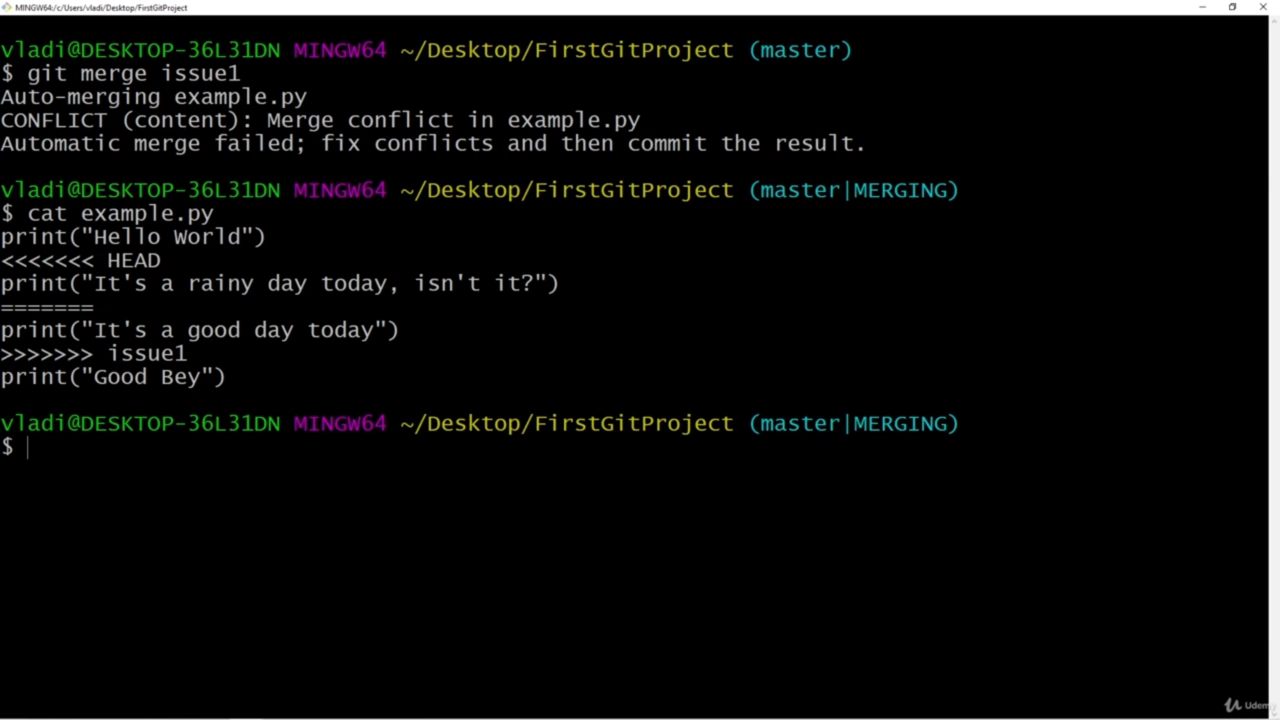 MINGW64:/c/Users/vladi/Desktop/FirstGitProject
vladi@DESKTOP-36L31DN MINGW64 ~/Desktop/FirstGitProject (master)
$ git merge issue1
Auto-merging example.py
CONFLICT (content): Merge conflict in example.py
Automatic merge failed; fix conflicts and then commit the result.
vladi@DESKTOP-36L31DN MINGW64 ~/Desktop/FirstGitProject (master|MERGING)
$ cat example.py
print("Hello World")
<<<<<<< HEAD
print("It's a rainy day today, isn't it?")
=======
print("It's a good day today")
>>>>>>> issue1
print("Good Bey")
vladi@DESKTOP-36L31DN MINGW64 ~/Desktop/FirstGitProject (master|MERGING)
$